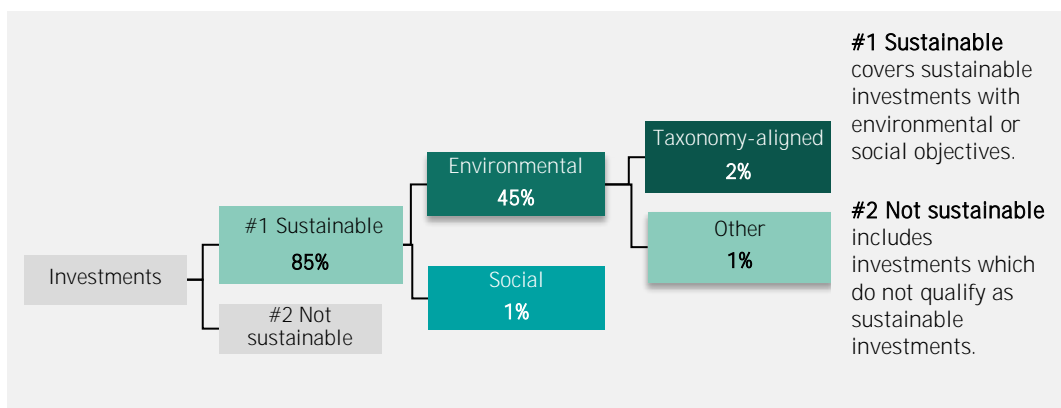 Investments
#1 Sustainable
85%
#2 Not
sustainable
Environmental
45%
Social
1%
Taxonomy-aligned
2%
Other
1%
#1 Sustainable
covers sustainable
investments with
environmental or
social objectives.
#2 Not sustainable
includes
investments which
do not qualify as
sustainable
investments.